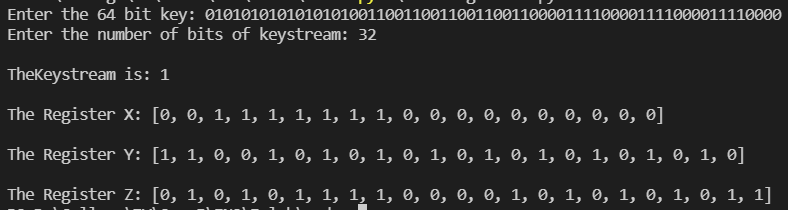 Enter the 64 bit key: 0101010101010101001100110011001100110000111100001111000011110000
Enter the number of bits of keystream: 32
TheKeystream is: 1
The Register X: [0, 0, 1, 1, 1, 1, 1, 1, 1, 0, 0, 0, 0, 0, 0, 0, 0, 0, 0]
The Register Y: [1, 1, 0, 0, 1, 0, 1, 0, 1, 0, 1, 0, 1, 0, 1, 0, 1, 0, 1, 0, 1, 0]
The Register Z: [0, 1, 0, 1, 0, 1, 1, 1, 1, 0, 0, 0, 0, 1, 0, 1, 0, 1, 0, 1, 0, 1, 1]